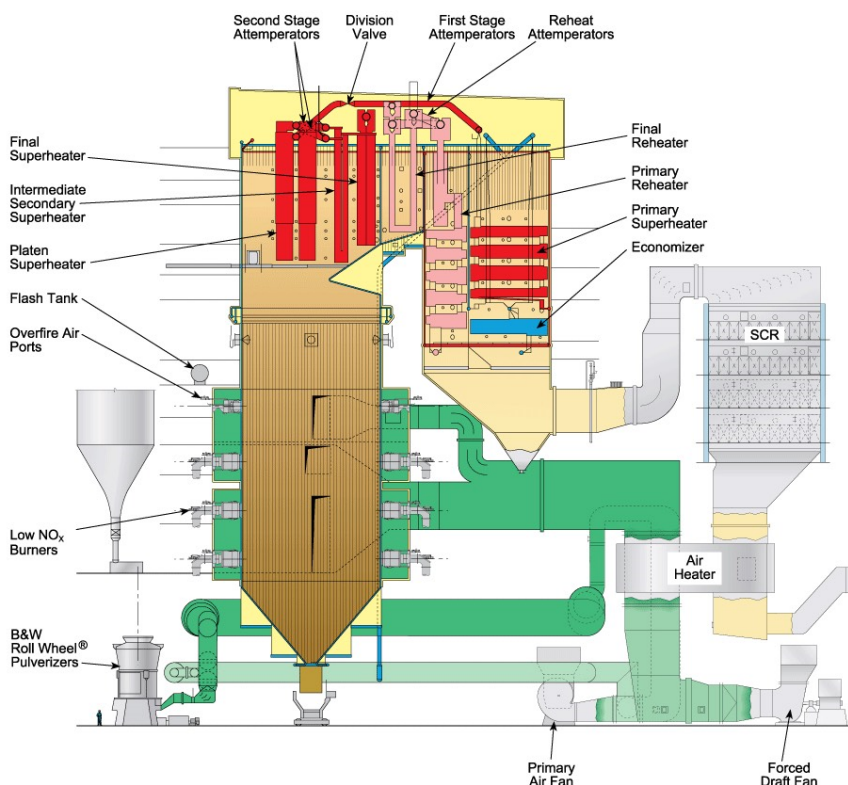 Second Stage
Attemperators
Division
Valve
First Stage
Attemperators
Reheat
Attemperators
Final
Superheater
Intermediate
Secondary
Superheater
Platen
Superheater
Flash Tank
Overfire Air
Ports
Low NOx
Burners
B&W
Roll Wheel®
Pulverizers
Final
Reheater
Primary
Reheater
Primary
Superheater
Economizer
SCR
Air
Heater
Primary
Air Fan
Forced
Draft Fan